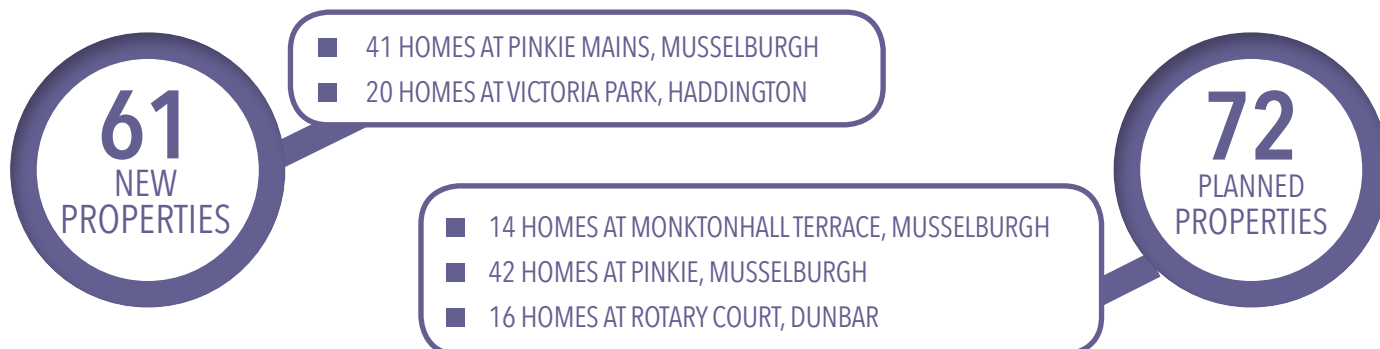 61
NEW
PROPERTIES
■ 41 HOMES AT PINKIE MAINS, MUSSELBURGH
■ 20 HOMES AT VICTORIA PARK, HADDINGTON
72
PLANNED
PROPERTIES
■ 14 HOMES AT MONKTONHALL TERRACE, MUSSELBURGH
■ 42 HOMES AT PINKIE, MUSSELBURGH
■ 16 HOMES AT ROTARY COURT, DUNBAR